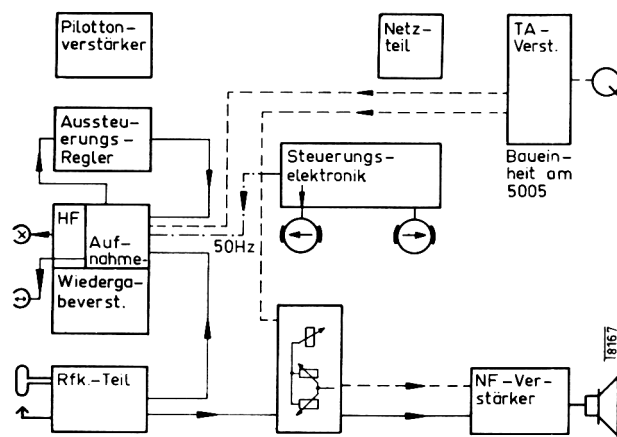 Pilotton-
verstärker
Netz-
teil
TA-
Verst.
Aussteu-
erungs-
Regler
Steuerungs-
elektronik
Bauein-
heit am
5005
HF
Auf-
nahme-
50Hz
Wiederga-
beverst.
Rfk.-Teil
NF-Ver-
stärker
18167